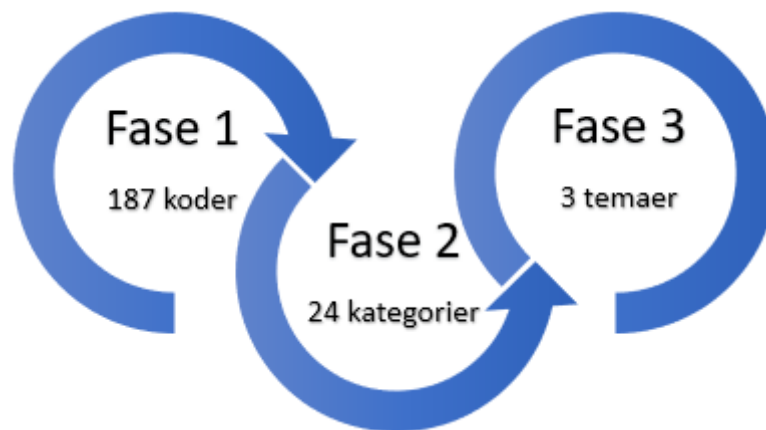 Fase 1
187 koder
Fase 2
24 kategorier
Fase 3
3 temaer